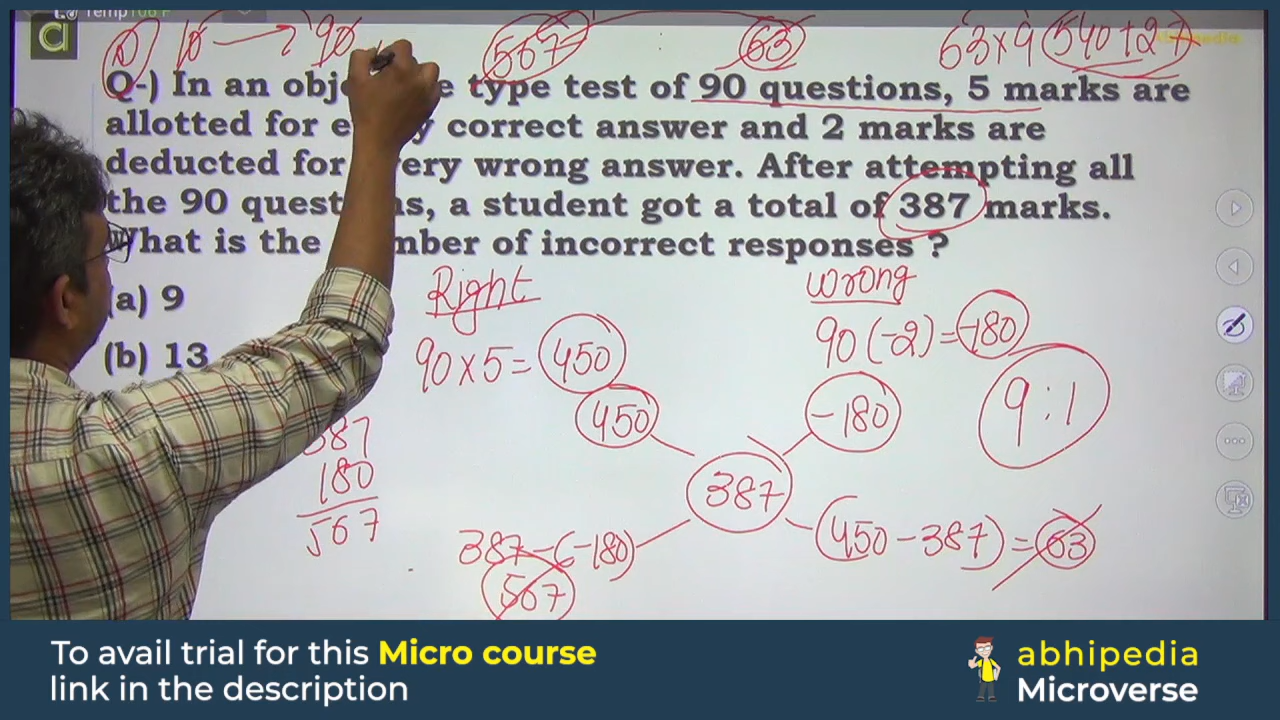 10 → 90 567 63 63×9 540+27
Q-) In an obj e type test of 90 questions, 5 marks are
allotted for e y correct answer and 2 marks are
deducted for very wrong answer. After attempting all
the 90 quest ns, a student got a total of 387 marks.
What is the mber of incorrect responses ?
(a) 9
(b) 13
Right
90 × 5 = 450
Wrong
90 (-2) = -180
450
-180
9 : 1
387
387
180
567
387 - (-180)
567
(450 - 387) = 63
To avail trial for this Micro course
link in the description
abhipedia
Microverse